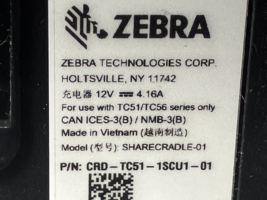 ZEBRA
ZEBRA TECHNOLOGIES CORP.
HOLTSVILLE, NY 11742
充电器 12V ⎓ 4.16A
For use with TC51/TC56 series only
CAN ICES-3(B) / NMB-3(B)
Made in Vietnam (越南制造)
Model (型号): SHARECRADLE-01
P/N: CRD-TC51-1SCU1-01